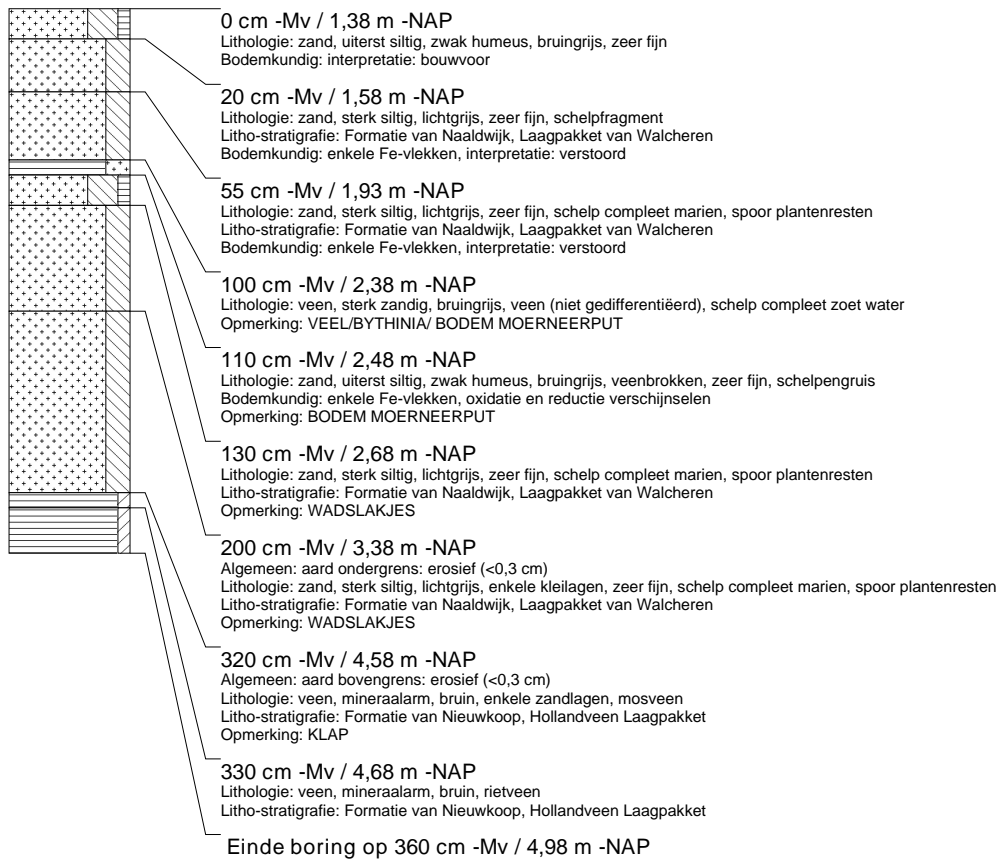 0 cm -Mv / 1,38 m -NAP
Lithologie: zand, uiterst siltig, zwak humeus, bruingrijs, zeer fijn
Bodemkundig: interpretatie: bouwvoor
20 cm -Mv / 1,58 m -NAP
Lithologie: zand, sterk siltig, lichtgrijs, zeer fijn, schelpfragment
Litho-stratigrafie: Formatie van Naaldwijk, Laagpakket van Walcheren
Bodemkundig: enkele Fe-vlekken, interpretatie: verstoord
55 cm -Mv / 1,93 m -NAP
Lithologie: zand, sterk siltig, lichtgrijs, zeer fijn, schelp compleet marien, spoor plantenresten
Litho-stratigrafie: Formatie van Naaldwijk, Laagpakket van Walcheren
Bodemkundig: enkele Fe-vlekken, interpretatie: verstoord
100 cm -Mv / 2,38 m -NAP
Lithologie: veen, sterk zandig, bruingrijs, veen (niet gedifferentiëerd), schelp compleet zoet water
Opmerking: VEEL/BYTHINIA/ BODEM MOERNEERPUT
110 cm -Mv / 2,48 m -NAP
Lithologie: zand, uiterst siltig, zwak humeus, bruingrijs, veenbrokken, zeer fijn, schelpengruis
Bodemkundig: enkele Fe-vlekken, oxidatie en reductie verschijnselen
Opmerking: BODEM MOERNEERPUT
130 cm -Mv / 2,68 m -NAP
Lithologie: zand, sterk siltig, lichtgrijs, zeer fijn, schelp compleet marien, spoor plantenresten
Litho-stratigrafie: Formatie van Naaldwijk, Laagpakket van Walcheren
Opmerking: WADSLAKJES
200 cm -Mv / 3,38 m -NAP
Algemeen: aard ondergrens: erosief (<0,3 cm)
Lithologie: zand, sterk siltig, lichtgrijs, enkele kleilagen, zeer fijn, schelp compleet marien, spoor plantenresten
Litho-stratigrafie: Formatie van Naaldwijk, Laagpakket van Walcheren
Opmerking: WADSLAKJES
320 cm -Mv / 4,58 m -NAP
Algemeen: aard bovengrens: erosief (<0,3 cm)
Lithologie: veen, mineraalarm, bruin, enkele zandlagen, mosveen
Litho-stratigrafie: Formatie van Nieuwkoop, Hollandveen Laagpakket
Opmerking: KLAP
330 cm -Mv / 4,68 m -NAP
Lithologie: veen, mineraalarm, bruin, rietveen
Litho-stratigrafie: Formatie van Nieuwkoop, Hollandveen Laagpakket
Einde boring op 360 cm -Mv / 4,98 m -NAP